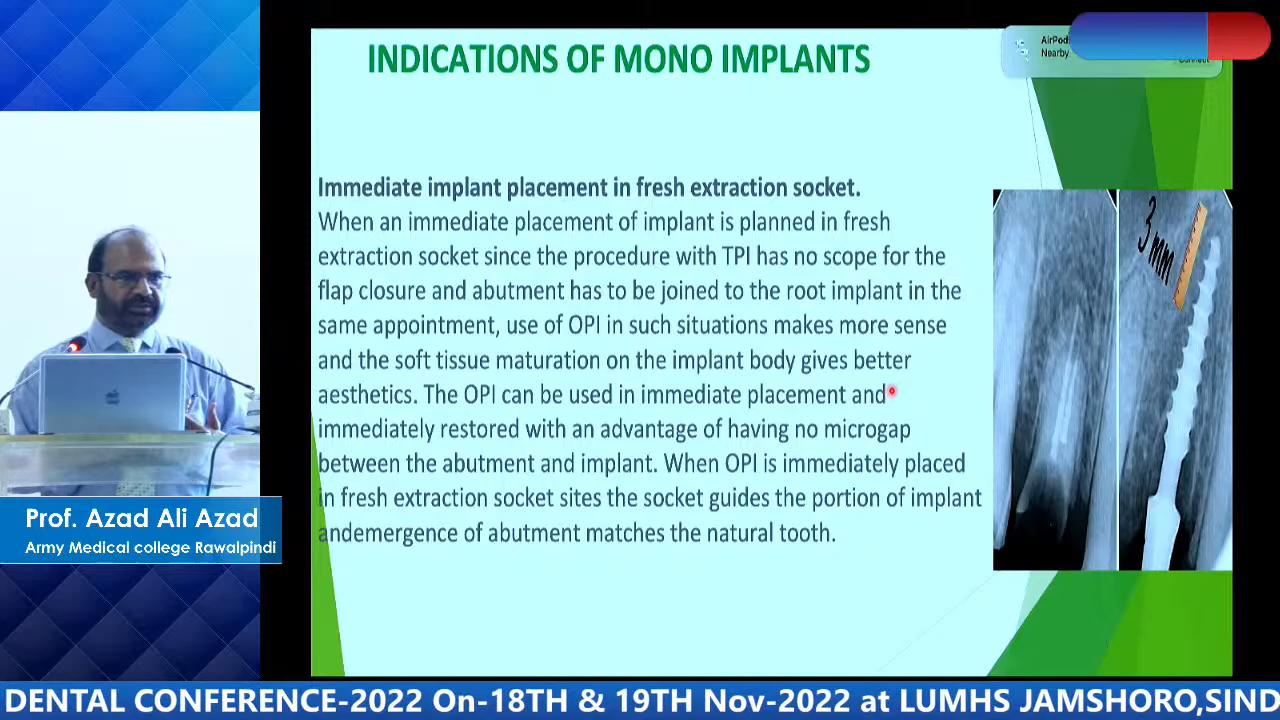 INDICATIONS OF MONO IMPLANTS
AirPod
Nearby
Immediate implant placement in fresh extraction socket.
When an immediate placement of implant is planned in fresh
extraction socket since the procedure with TPI has no scope for the
flap closure and abutment has to be joined to the root implant in the
same appointment, use of OPI in such situations makes more sense
and the soft tissue maturation on the implant body gives better
aesthetics. The OPI can be used in immediate placement and
immediately restored with an advantage of having no microgap
between the abutment and implant. When OPI is immediately placed
in fresh extraction socket sites the socket guides the portion of implant
andemergence of abutment matches the natural tooth.
3 mm
Prof. Azad Ali Azad
Army Medical college Rawalpindi
DENTAL CONFERENCE-2022 On-18TH & 19TH Nov-2022 at LUMHS JAMSHORO,SIND